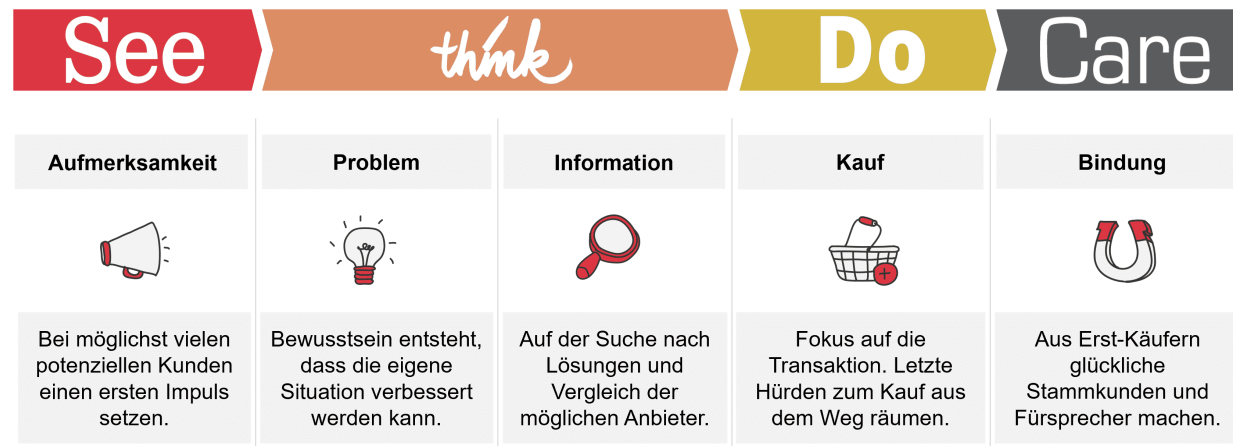 See
think
Do
Care
Aufmerksamkeit
Problem
Information
Kauf
Bindung
Bei möglichst vielen
potenziellen Kunden
einen ersten Impuls
setzen.
Bewusstsein entsteht,
dass die eigene
Situation verbessert
werden kann.
Auf der Suche nach
Lösungen und
Vergleich der
möglichen Anbieter.
Fokus auf die
Transaktion. Letzte
Hürden zum Kauf aus
dem Weg räumen.
Aus Erst-Käufern
glückliche
Stammkunden und
Fürsprecher machen.